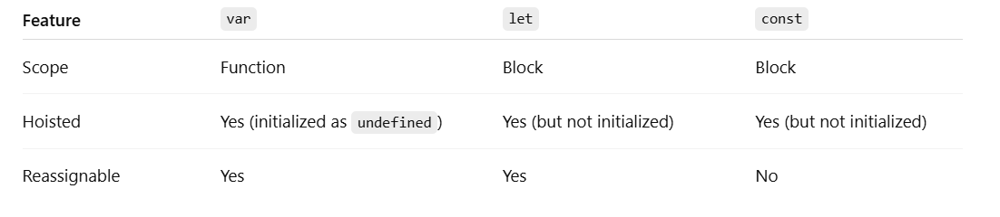 Feature var let const
Scope Function Block Block
Hoisted Yes (initialized as undefined) Yes (but not initialized) Yes (but not initialized)
Reassignable Yes Yes No